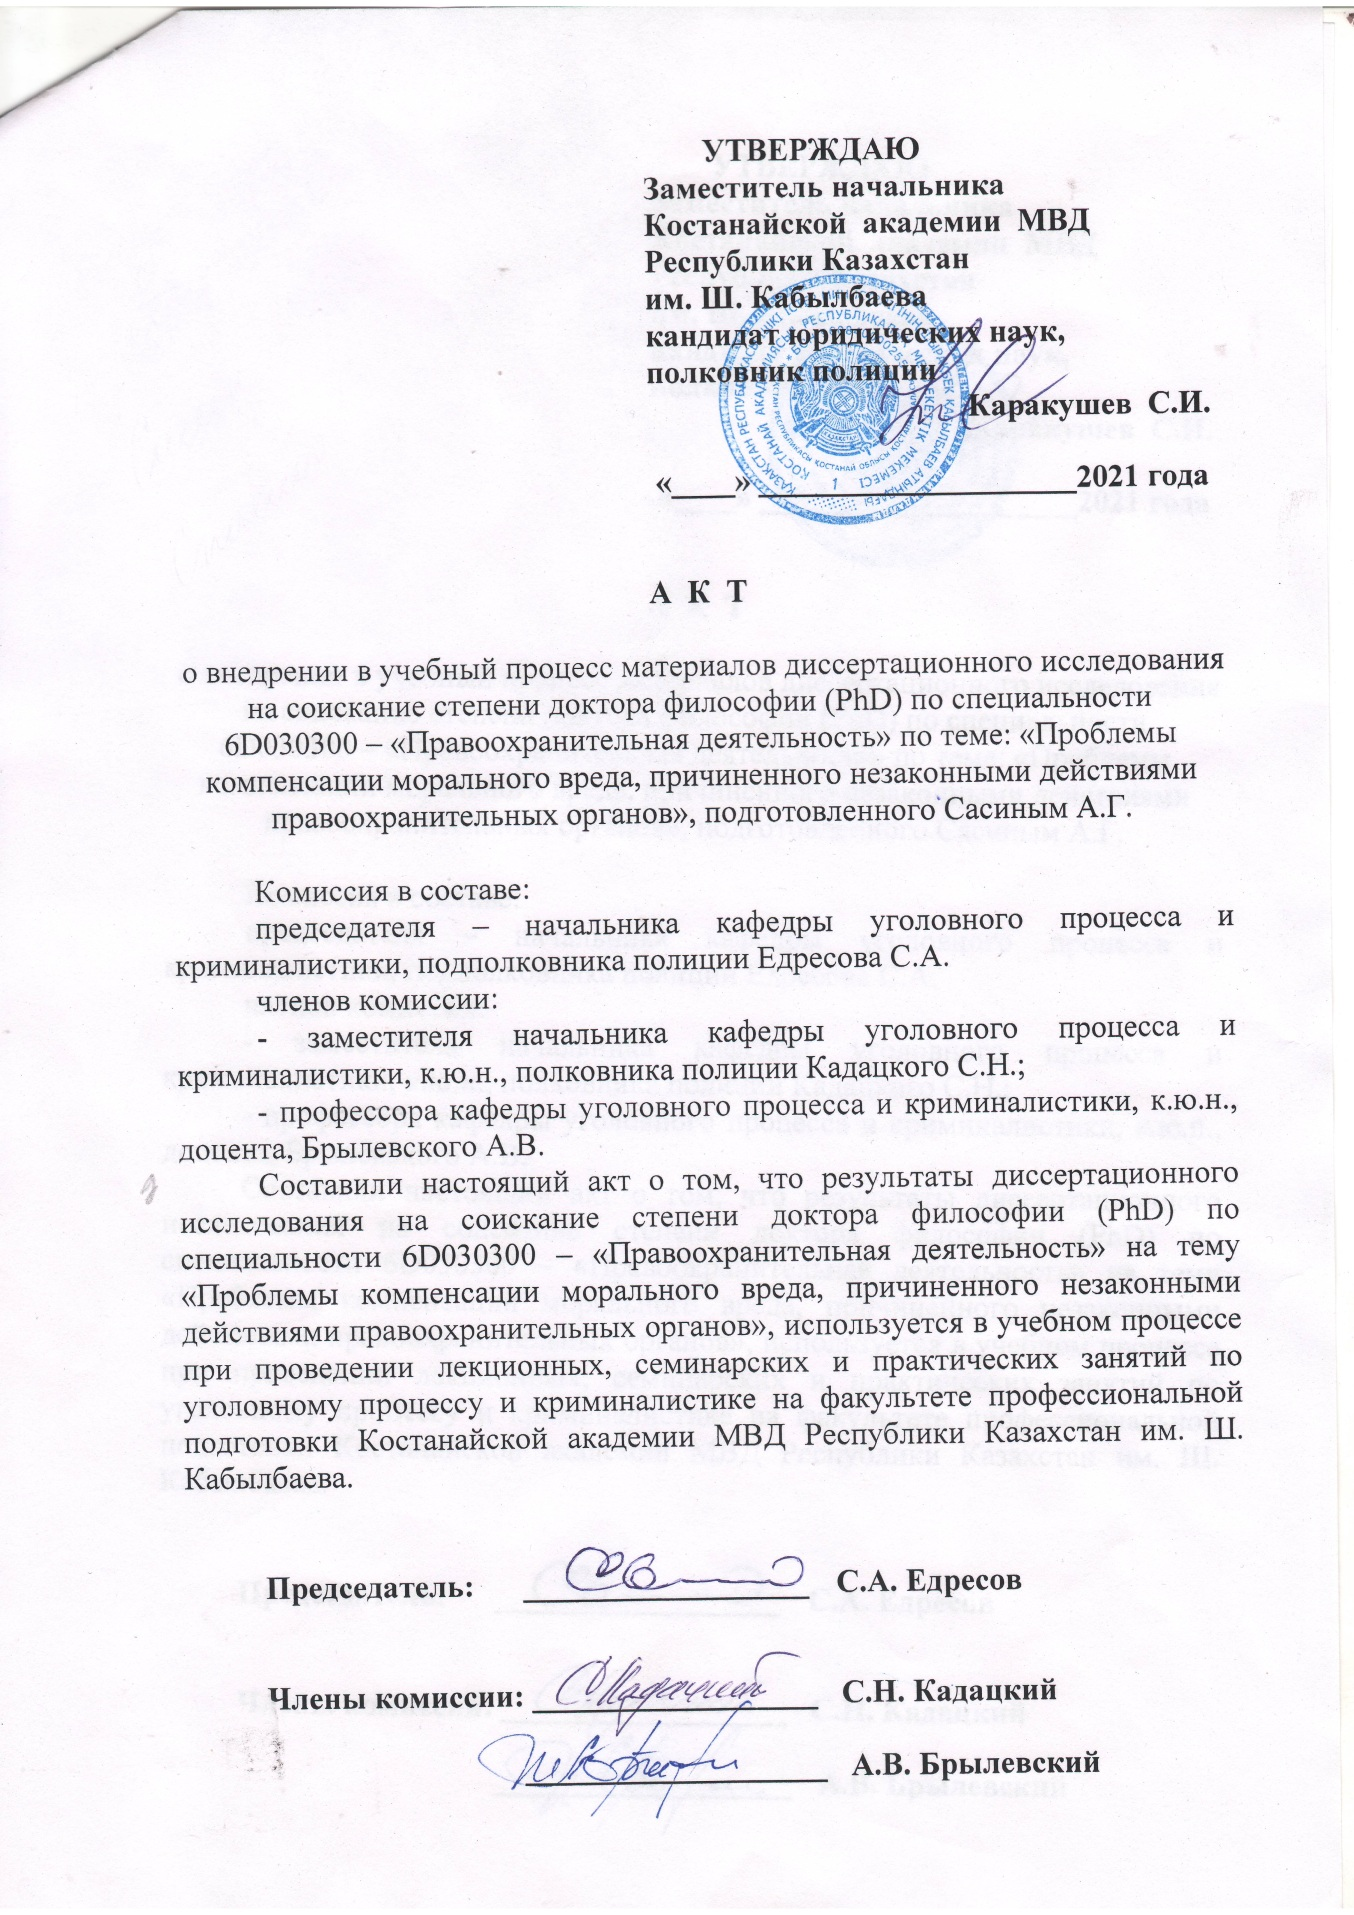 УТВЕРЖДАЮ
Заместитель начальника
Костанайской академии МВД
Республики Казахстан
им. Ш. Кабылбаева
кандидат юридических наук,
полковник полиции
Каракушев С.И.
«____» ____________________2021 года
А К Т
о внедрении в учебный процесс материалов диссертационного исследования
на соискание степени доктора философии (PhD) по специальности
6D030300 – «Правоохранительная деятельность» по теме: «Проблемы
компенсации морального вреда, причиненного незаконными действиями
правоохранительных органов», подготовленного Сасиным А.Г.
Комиссия в составе:
председателя – начальника кафедры уголовного процесса и
криминалистики, подполковника полиции Едресова С.А.
членов комиссии:
- заместителя начальника кафедры уголовного процесса и
криминалистики, к.ю.н., полковника полиции Кадацкого С.Н.;
- профессора кафедры уголовного процесса и криминалистики, к.ю.н.,
доцента, Брылевского А.В.
Составили настоящий акт о том, что результаты диссертационного
исследования на соискание степени доктора философии (PhD) по
специальности 6D030300 – «Правоохранительная деятельность» на тему
«Проблемы компенсации морального вреда, причиненного незаконными
действиями правоохранительных органов», используется в учебном процессе
при проведении лекционных, семинарских и практических занятий по
уголовному процессу и криминалистике на факультете профессиональной
подготовки Костанайской академии МВД Республики Казахстан им. Ш.
Кабылбаева.
Председатель: __________________ С.А. Едресов
Члены комиссии: __________________ С.Н. Кадацкий
___________________ А.В. Брылевский